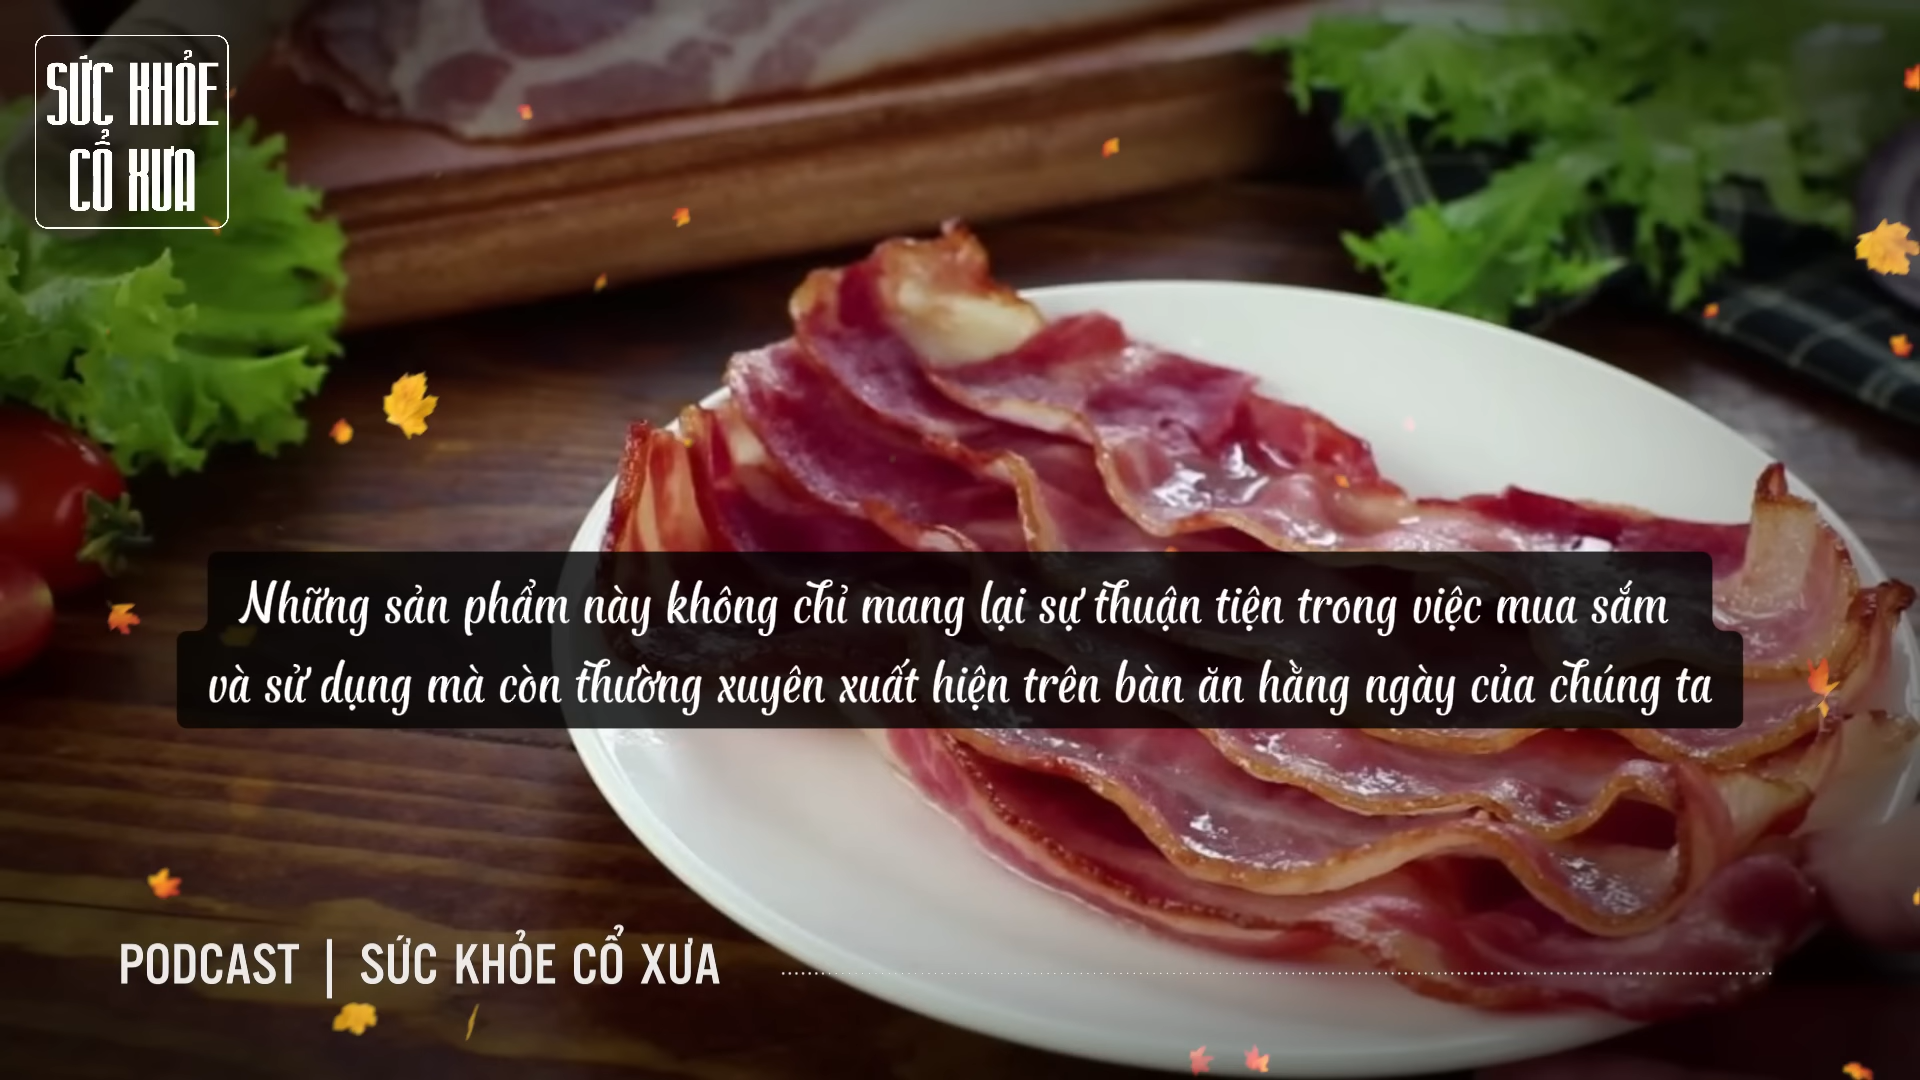 SỨC KHỎE
CỔ XƯA
Những sản phẩm này không chỉ mang lại sự thuận tiện trong việc mua sắm
và sử dụng mà còn thường xuyên xuất hiện trên bàn ăn hằng ngày của chúng ta
PODCAST | SỨC KHỎE CỔ XƯA